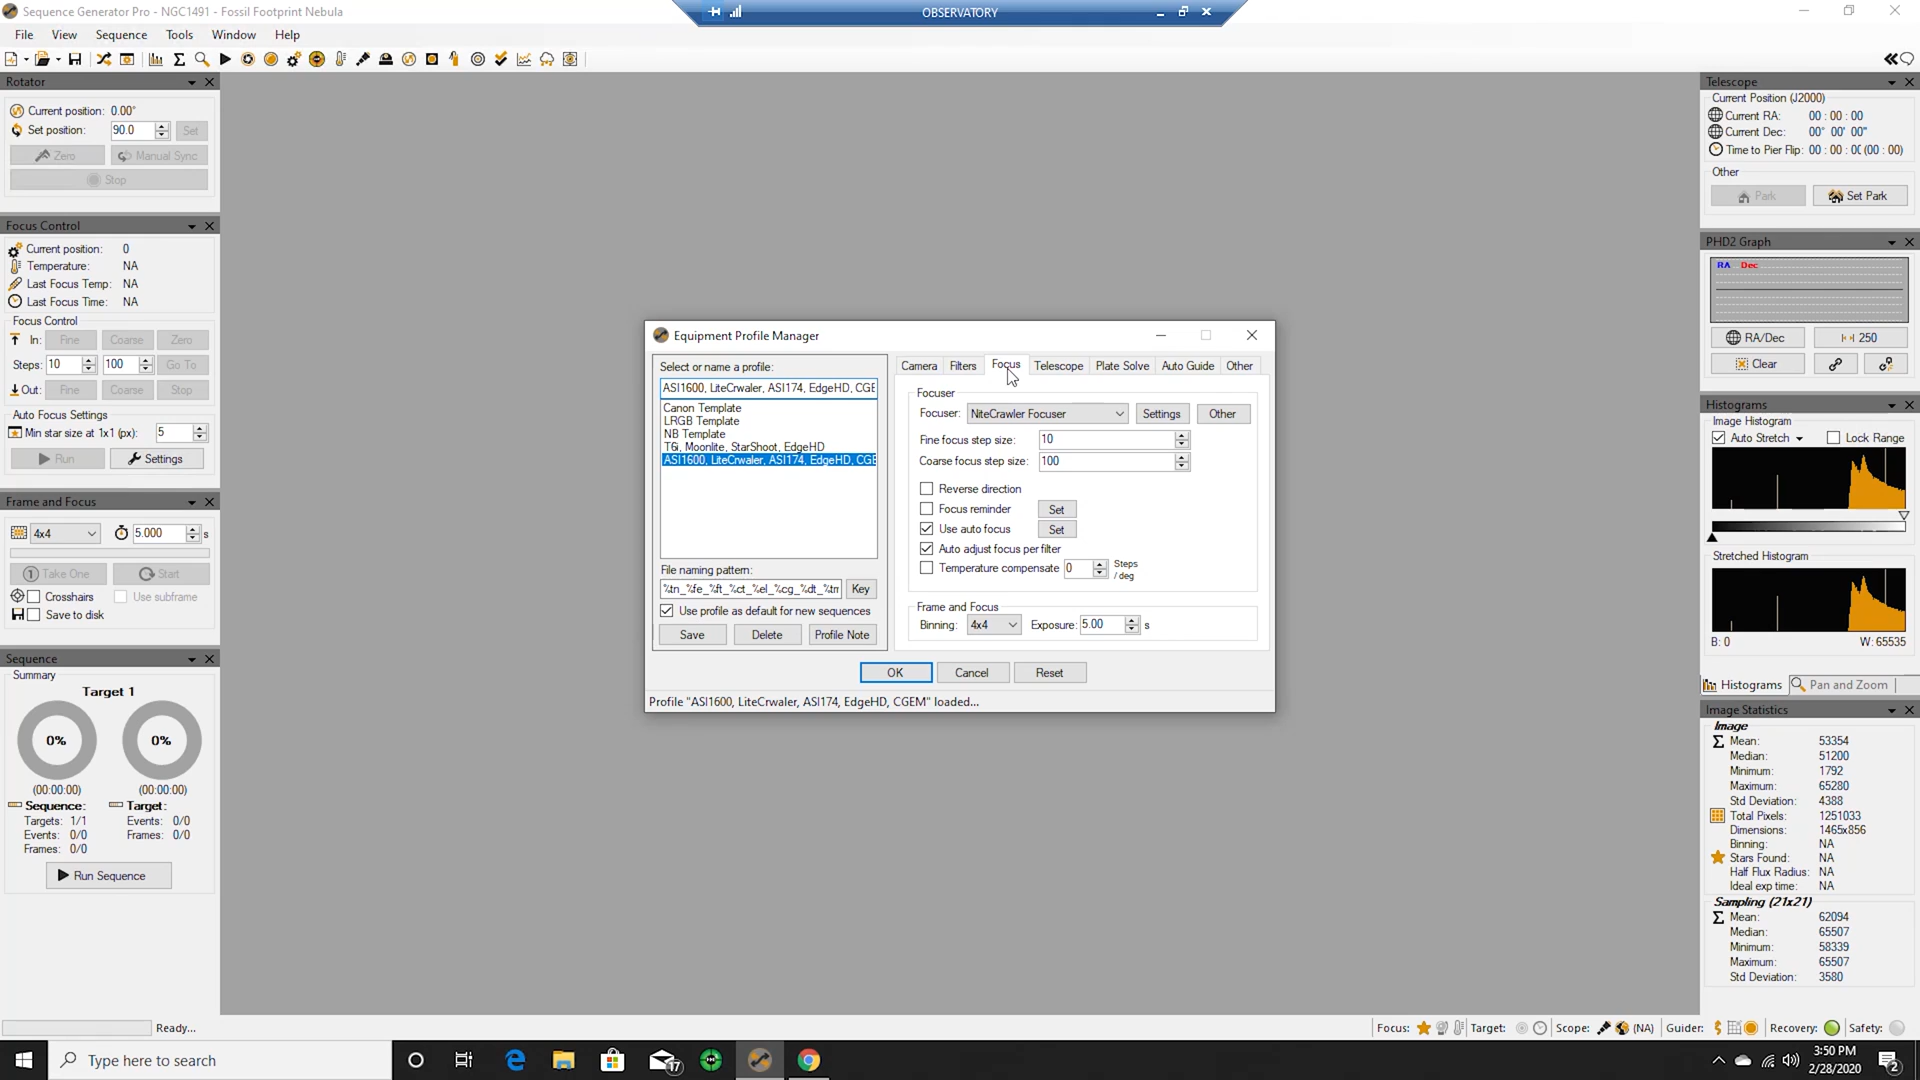 Sequence Generator Pro - NGC1491 - Fossil Footprint Nebula
OBSERVATORY
File View Sequence Tools Window Help
Rotator
Current position: 0.00°
Set position: 90.0 Set
Zero Manual Sync
Stop
Focus Control
Current position: 0
Temperature: NA
Last Focus Temp: NA
Last Focus Time: NA
Focus Control
In: Fine Coarse Zero
Steps: 10 100 Go To
Out: Fine Coarse Stop
Auto Focus Settings
Min star size at 1x1 (px): 5
Run Settings
Frame and Focus
4x4 5.000 s
Take One Start
Crosshairs Use subframe
Save to disk
Sequence
Summary
Target 1
0% 0%
(00:00:00) (00:00:00)
Sequence: Target:
Targets: 1/1 Events: 0/0
Events: 0/0 Frames: 0/0
Frames: 0/0
Run Sequence
Equipment Profile Manager
Select or name a profile:
ASI1600, LiteCrwaler, ASI174, EdgeHD, CGE
Canon Template
LRGB Template
NB Template
T6i, Moonlite, StarShoot, EdgeHD
ASI1600, LiteCrwaler, ASI174, EdgeHD, CGE
File naming pattern:
%tn_%fe_%ft_%ct_%el_%cg_%dt_%tm Key
Use profile as default for new sequences
Save Delete Profile Note
Camera Filters Focus Telescope Plate Solve Auto Guide Other
Focuser
Focuser: NiteCrawler Focuser Settings Other
Fine focus step size: 10
Coarse focus step size: 100
Reverse direction
Focus reminder Set
Use auto focus Set
Auto adjust focus per filter
Temperature compensate 0 Steps
/ deg
Frame and Focus
Binning: 4x4 Exposure: 5.00 s
OK Cancel Reset
Profile "ASI1600, LiteCrwaler, ASI174, EdgeHD, CGEM" loaded...
Telescope
Current Position (J2000)
Current RA: 00 : 00 : 00
Current Dec: 00° 00' 00"
Time to Pier Flip: 00 : 00 : 0( (00 : 00)
Other
Park Set Park
PHD2 Graph
RA Dec
RA/Dec 250
Clear
Histograms
Image Histogram
Auto Stretch Lock Range
Stretched Histogram
B: 0 W: 65535
Histograms Pan and Zoom
Image Statistics
Image
Mean: 53354
Median: 51200
Minimum: 1792
Maximum: 65280
Std Deviation: 4388
Total Pixels: 1251033
Dimensions: 1465x856
Binning: NA
Stars Found: NA
Half Flux Radius: NA
Ideal exp time: NA
Sampling (21x21)
Mean: 62094
Median: 65507
Minimum: 58339
Maximum: 65507
Std Deviation: 3580
Ready...
Focus: Target: Scope: (NA) Guider: Recovery: Safety:
Type here to search
17
3:50 PM
2/28/2020
2